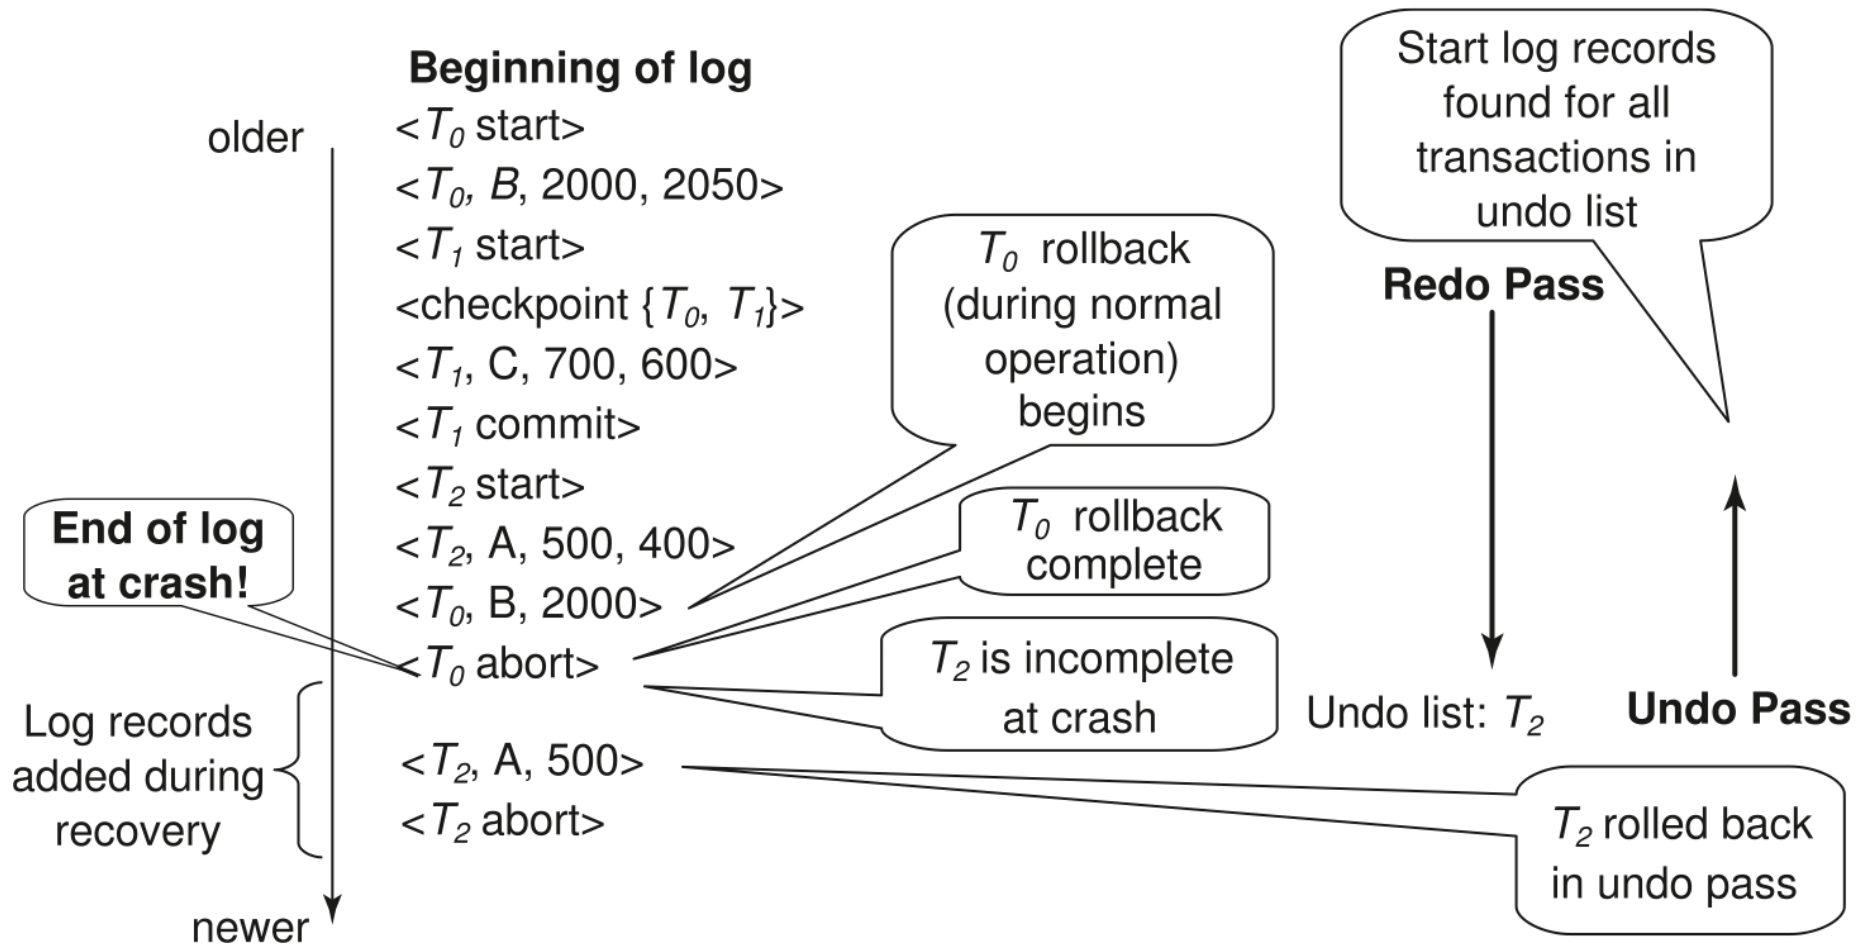 Beginning of log
older
<T0 start>
<T0, B, 2000, 2050>
<T1 start>
<checkpoint {T0, T1}>
<T1, C, 700, 600>
<T1 commit>
<T2 start>
<T2, A, 500, 400>
<T0, B, 2000>
<T0 abort>
<T2, A, 500>
<T2 abort>
newer
End of log
at crash!
Log records
added during
recovery
T0 rollback
(during normal
operation)
begins
T0 rollback
complete
T2 is incomplete
at crash
Start log records
found for all
transactions in
undo list
Redo Pass
Undo list: T2
Undo Pass
T2 rolled back
in undo pass